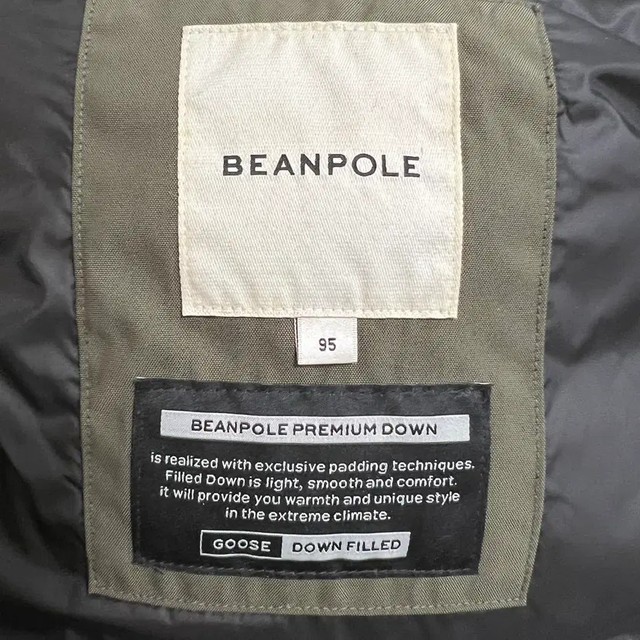 BEANPOLE
95
BEANPOLE PREMIUM DOWN
is realized with exclusive padding techniques.
Filled Down is light, smooth and comfort.
it will provide you warmth and unique style
in the extreme climate.
GOOSE DOWN FILLED